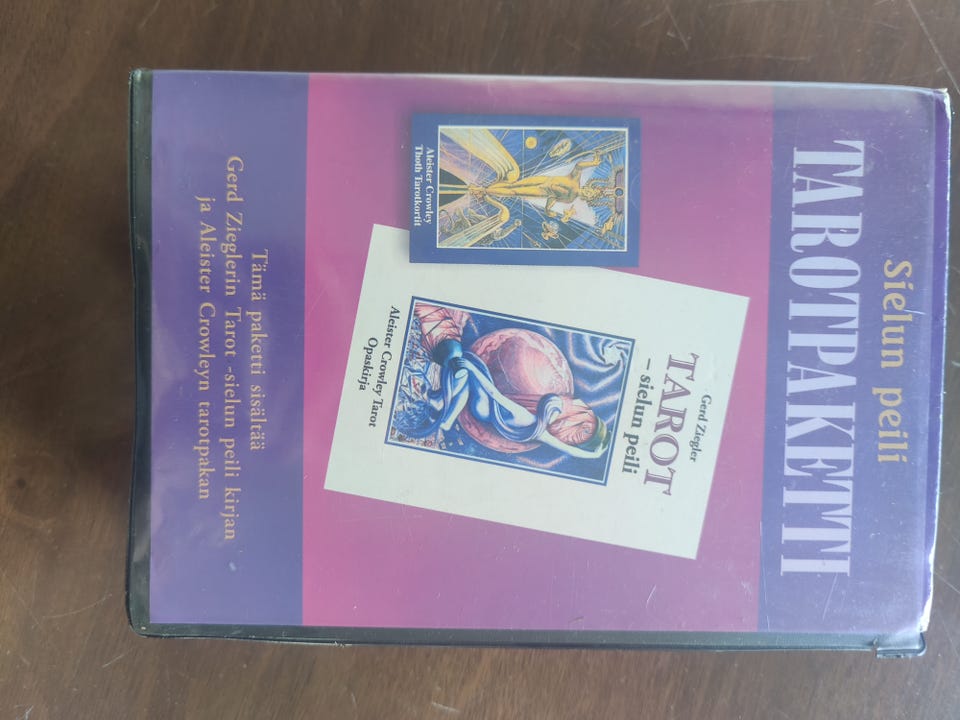 Sielun peili
TAROTPAKETTI
Aleister Crowley
Thoth Tarotkortit
Gerd Ziegler
TAROT
– sielun peili
Aleister Crowley Tarot
Opaskirja
Tämä paketti sisältää
Gerd Zieglerin Tarot -sielun peili kirjan
ja Aleister Crowleyn tarotpakan